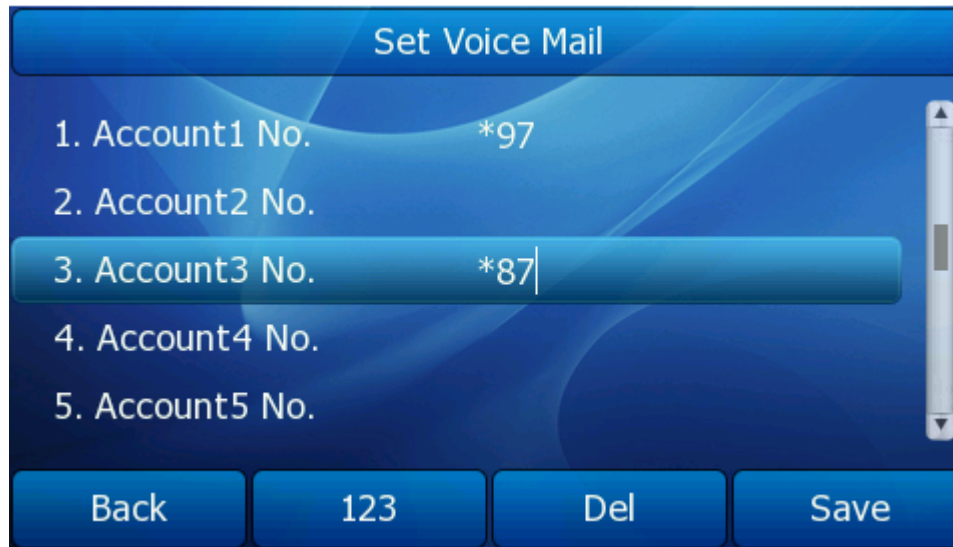 Set Voice Mail
1. Account1 No. *97
2. Account2 No.
3. Account3 No. *87
4. Account4 No.
5. Account5 No.
Back 123 Del Save